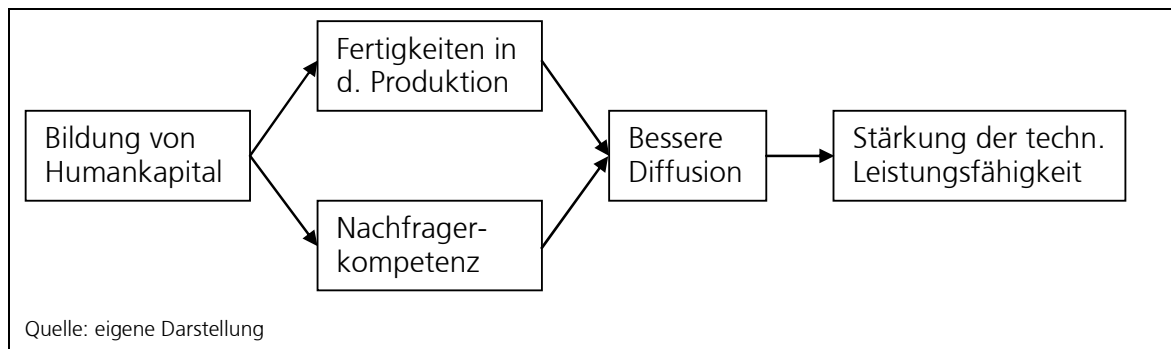 Bildung von
Humankapital
Fertigkeiten in
d. Produktion
Nachfrager-
kompetenz
Bessere
Diffusion
Stärkung der techn.
Leistungsfähigkeit
Quelle: eigene Darstellung